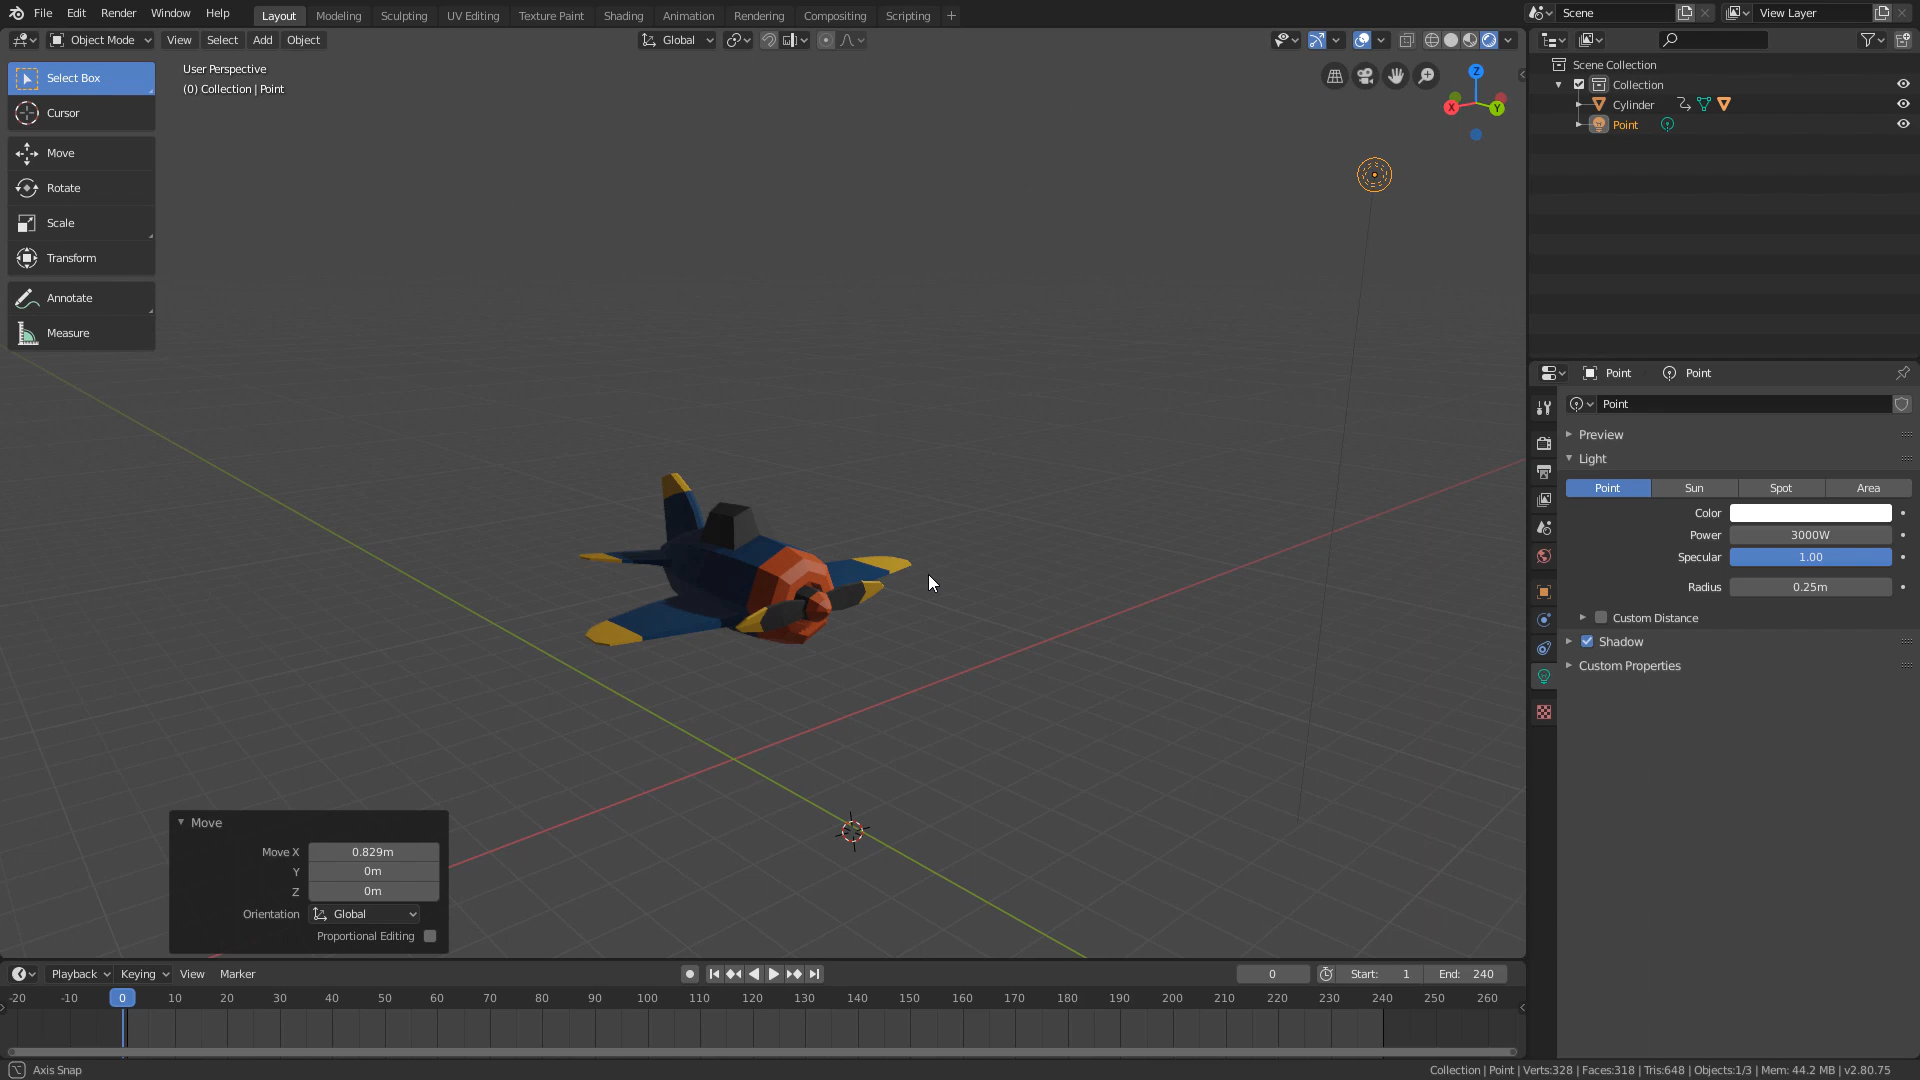 File Edit Render Window Help
Layout Modeling Sculpting UV Editing Texture Paint Shading Animation Rendering Compositing Scripting +
Scene
View Layer
Object Mode View Select Add Object
Global
Select Box
Cursor
Move
Rotate
Scale
Transform
Annotate
Measure
User Perspective
(0) Collection | Point
Z
X
Y
Scene Collection
Collection
Cylinder
Point
Point Point
Point
Preview
Light
Point Sun Spot Area
Color
Power 3000W
Specular 1.00
Radius 0.25m
Custom Distance
Shadow
Custom Properties
Move
Move X 0.829m
Y 0m
Z 0m
Orientation Global
Proportional Editing
Playback Keying View Marker
0 Start: 1 End: 240
-20 -10 0 10 20 30 40 50 60 70 80 90 100 110 120 130 140 150 160 170 180 190 200 210 220 230 240 250 260
Axis Snap
Collection | Point | Verts:328 | Faces:318 | Tris:648 | Objects:1/3 | Mem: 44.2 MB | v2.80.75